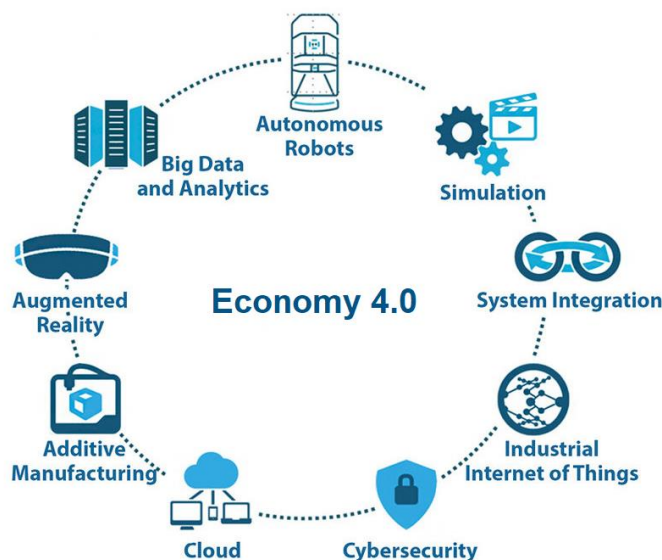 Autonomous
Robots
Big Data
and Analytics
Simulation
Augmented
Reality
Economy 4.0
System Integration
Additive
Manufacturing
Industrial
Internet of Things
Cloud
Cybersecurity